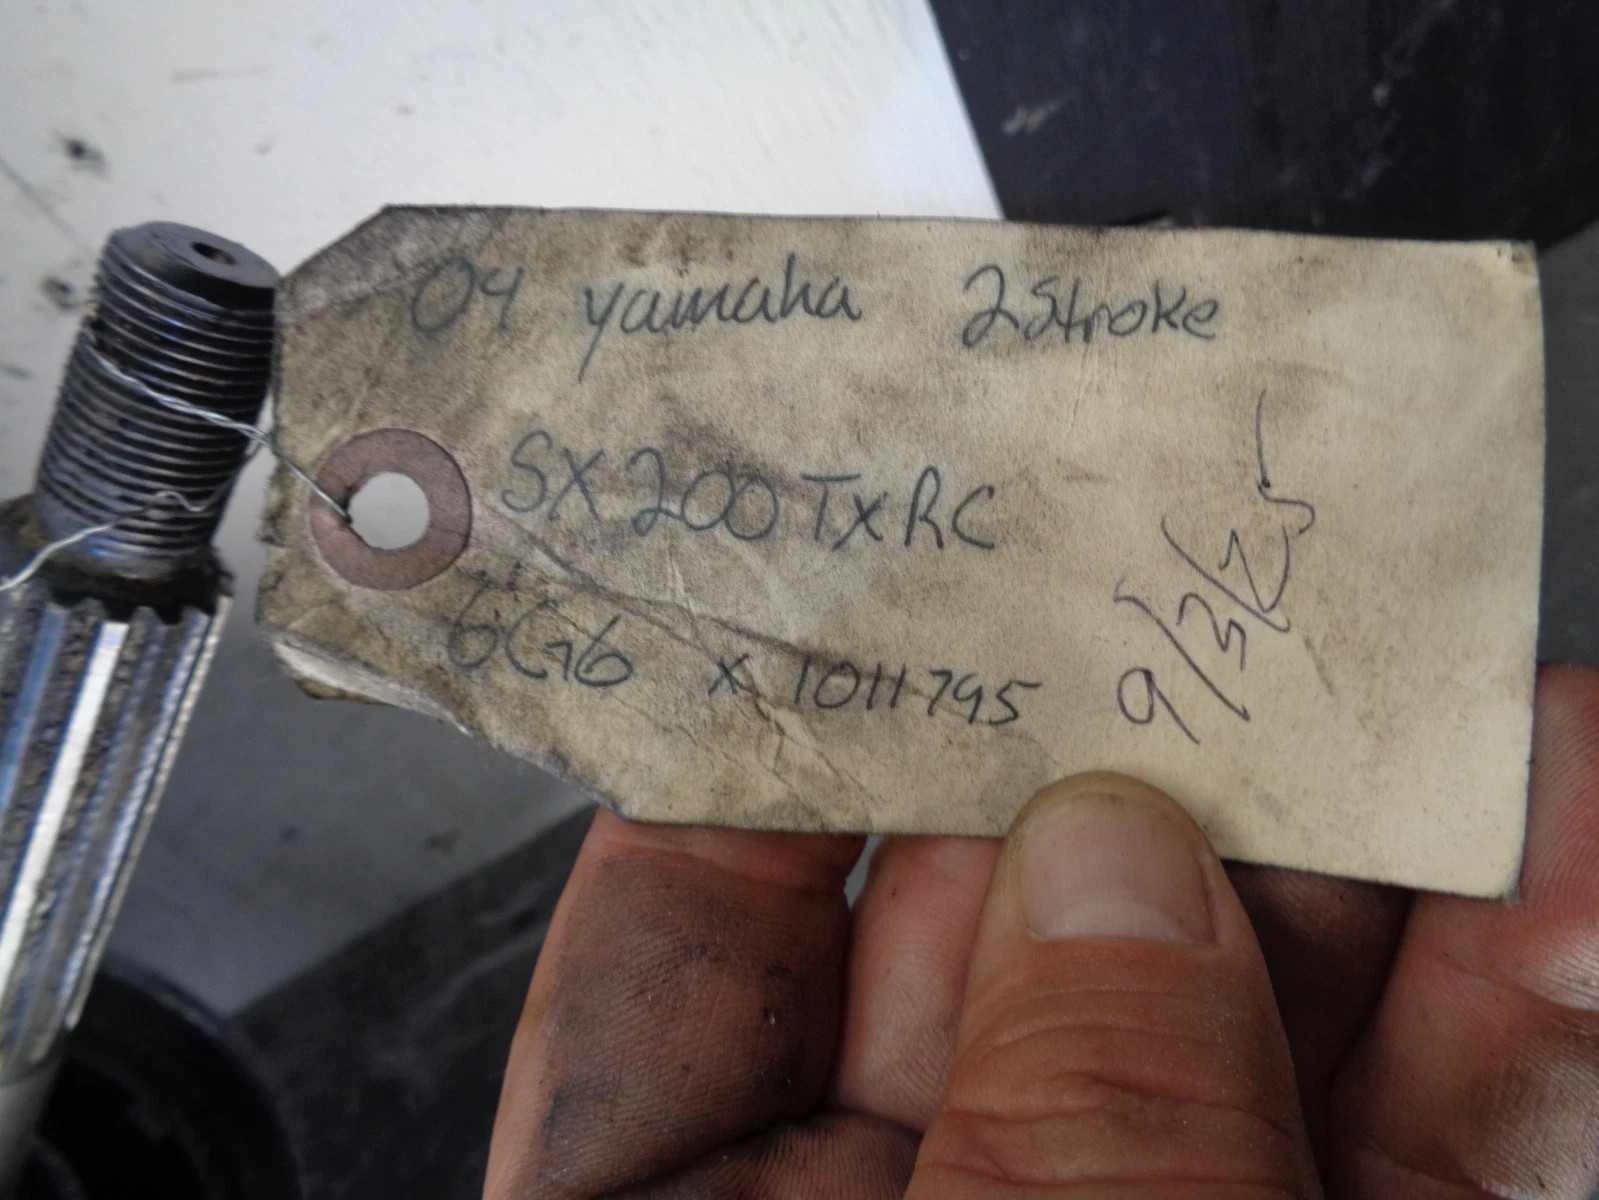 04 yamaha 2Stroke
SX200TXRC
6G6 x 1011795
9/3/25